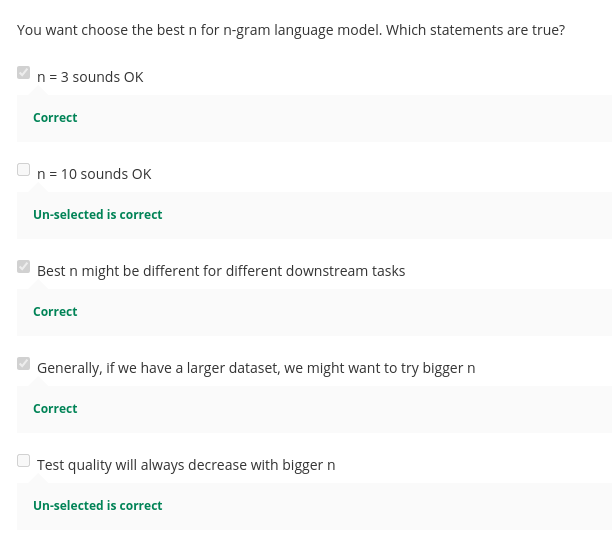 You want choose the best n for n-gram language model. Which statements are true?
n = 3 sounds OK
Correct
n = 10 sounds OK
Un-selected is correct
Best n might be different for different downstream tasks
Correct
Generally, if we have a larger dataset, we might want to try bigger n
Correct
Test quality will always decrease with bigger n
Un-selected is correct